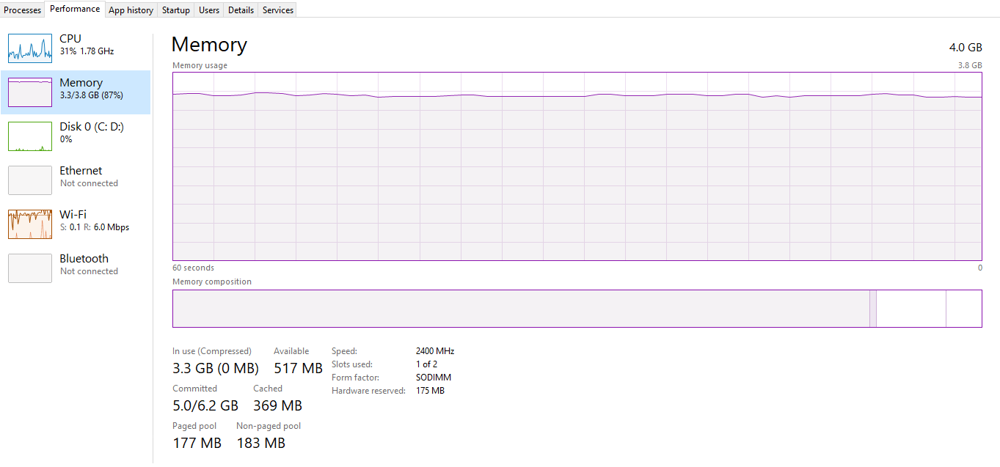 Processes Performance App history Startup Users Details Services
CPU
31% 1.78 GHz
Memory
3.3/3.8 GB (87%)
Disk 0 (C: D:)
0%
Ethernet
Not connected
Wi-Fi
S: 0.1 R: 6.0 Mbps
Bluetooth
Not connected
Memory 4.0 GB
Memory usage 3.8 GB
60 seconds 0
Memory composition
In use (Compressed) Available
3.3 GB (0 MB) 517 MB
Committed Cached
5.0/6.2 GB 369 MB
Paged pool Non-paged pool
177 MB 183 MB
Speed: 2400 MHz
Slots used: 1 of 2
Form factor: SODIMM
Hardware reserved: 175 MB